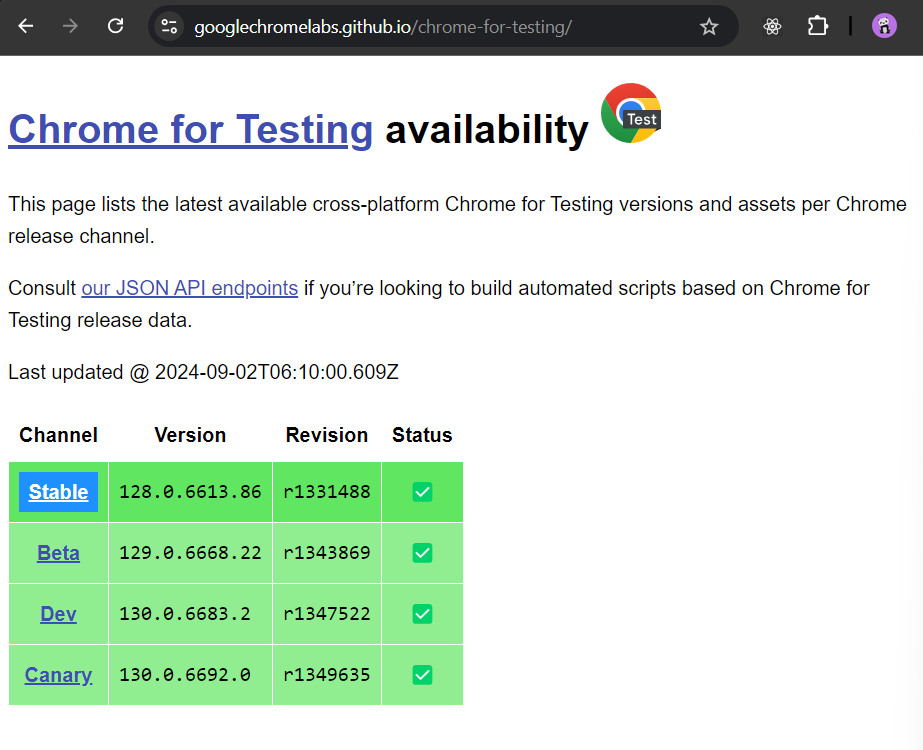 googlechromelabs.github.io/chrome-for-testing/
Chrome for Testing availability
Test
This page lists the latest available cross-platform Chrome for Testing versions and assets per Chrome
release channel.
Consult our JSON API endpoints if you’re looking to build automated scripts based on Chrome for
Testing release data.
Last updated @ 2024-09-02T06:10:00.609Z
Channel Version Revision Status
Stable 128.0.6613.86 r1331488 ✅
Beta 129.0.6668.22 r1343869 ✅
Dev 130.0.6683.2 r1347522 ✅
Canary 130.0.6692.0 r1349635 ✅